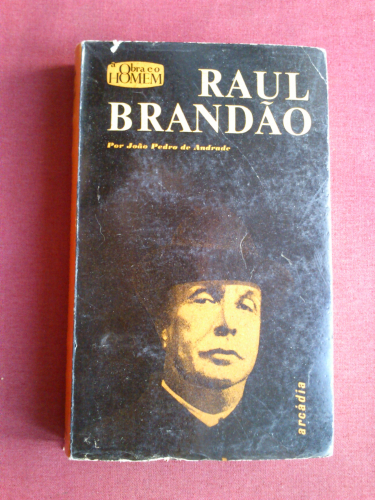 a
Obra e o
HOMEM
RAUL
BRANDÃO
Por João Pedro de Andrade
arcádia